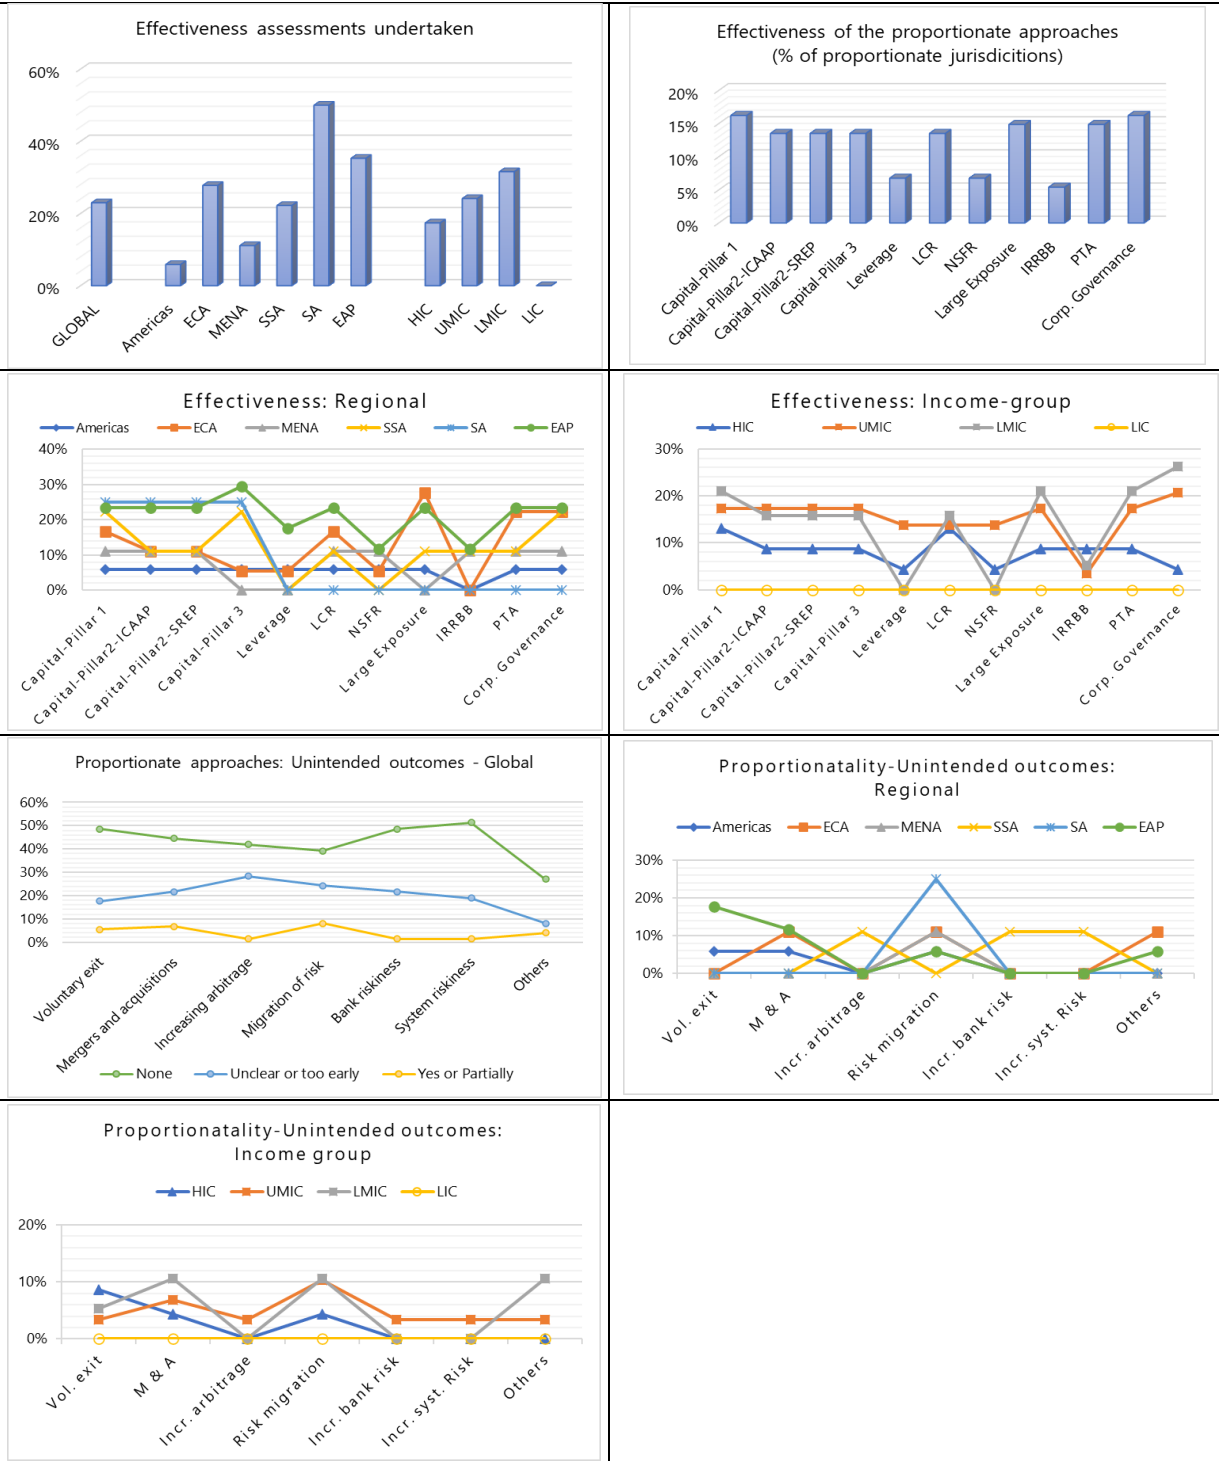 Effectiveness assessments undertaken
60%
40%
20%
0%
GLOBAL
Americas
ECA
MENA
SSA
SA
EAP
HIC
UMIC
LMIC
LIC
Effectiveness of the proportionate approaches
(% of proportionate jurisdicitions)
20%
15%
10%
5%
0%
Capital-Pillar 1
Capital-Pillar2-ICAAP
Capital-Pillar2-SREP
Capital-Pillar 3
Leverage
LCR
NSFR
Large Exposure
IRRBB
PTA
Corp. Governance
Effectiveness: Regional
Americas ECA MENA SSA SA EAP
40%
30%
20%
10%
0%
Capital-Pillar 1
Capital-Pillar2-ICAAP
Capital-Pillar2-SREP
Capital-Pillar 3
Leverage
LCR
NSFR
Large Exposure
IRRBB
PTA
Corp. Governance
Effectiveness: Income-group
HIC UMIC LMIC LIC
30%
20%
10%
0%
Capital-Pillar 1
Capital-Pillar2-ICAAP
Capital-Pillar2-SREP
Capital-Pillar 3
Leverage
LCR
NSFR
Large Exposure
IRRBB
PTA
Corp. Governance
Proportionate approaches: Unintended outcomes - Global
60%
50%
40%
30%
20%
10%
0%
Voluntary exit
Mergers and acquisitions
Increasing arbitrage
Migration of risk
Bank riskiness
System riskiness
Others
None Unclear or too early Yes or Partially
Proportionatality-Unintended outcomes:
Regional
Americas ECA MENA SSA SA EAP
30%
20%
10%
0%
Vol. exit
M & A
Incr. arbitrage
Risk migration
Incr. bank risk
Incr. syst. Risk
Others
Proportionatality-Unintended outcomes:
Income group
HIC UMIC LMIC LIC
20%
10%
0%
Vol. exit
M & A
Incr. arbitrage
Risk migration
Incr. bank risk
Incr. syst. Risk
Others